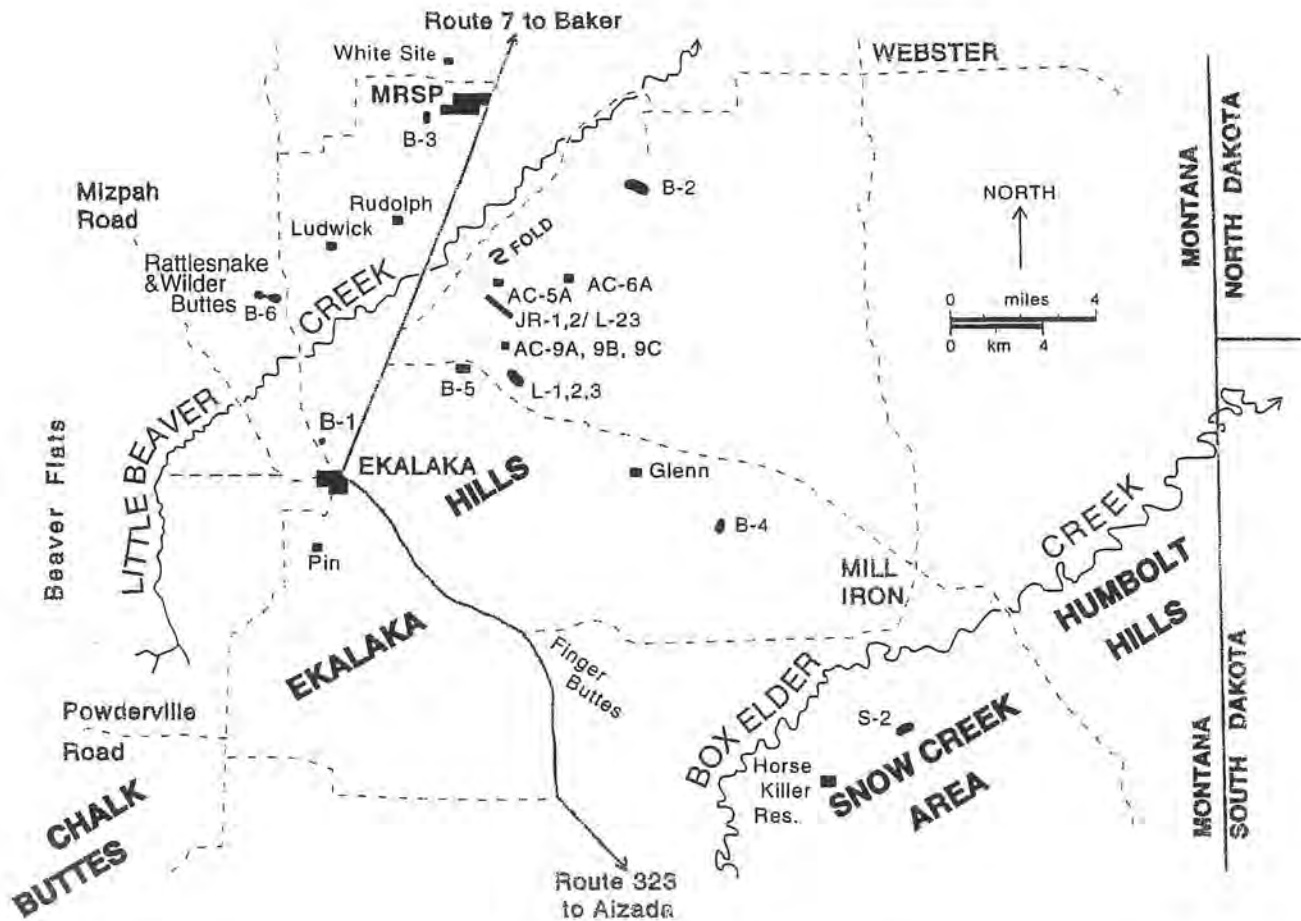 Route 7 to Baker
White Site
WEBSTER
MRSP
B-3
B-2
Mizpah
Road
Rudolph
Ludwick
FOLD
NORTH
MONTANA
NORTH DAKOTA
Rattlesnake
& Wilder
Buttes
B-6
AC-5A
AC-6A
JR-1,2/ L-23
0 miles 4
0 km 4
AC-9A, 9B, 9C
B-5
L-1,2,3
LITTLE BEAVER CREEK
Beaver Flats
B-1
EKALAKA
Glenn
B-4
Pin
EKALAKA HILLS
MILL
IRON
BOX ELDER CREEK
HUMBOLT
HILLS
Finger
Buttes
Powderville
Road
S-2
Horse
Killer
Res.
SNOW CREEK
AREA
MONTANA
SOUTH DAKOTA
CHALK
BUTTES
Route 323
to Alzada